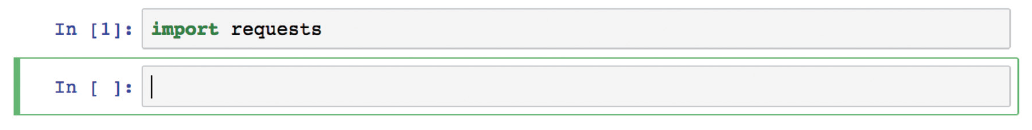 In [1]: import requests
In [ ]: